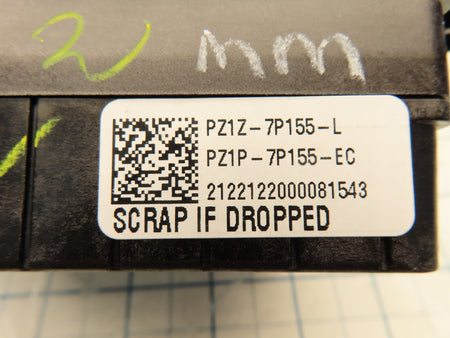 2 mm
PZ1Z-7P155-L
PZ1P-7P155-EC
2122122000081543
SCRAP IF DROPPED